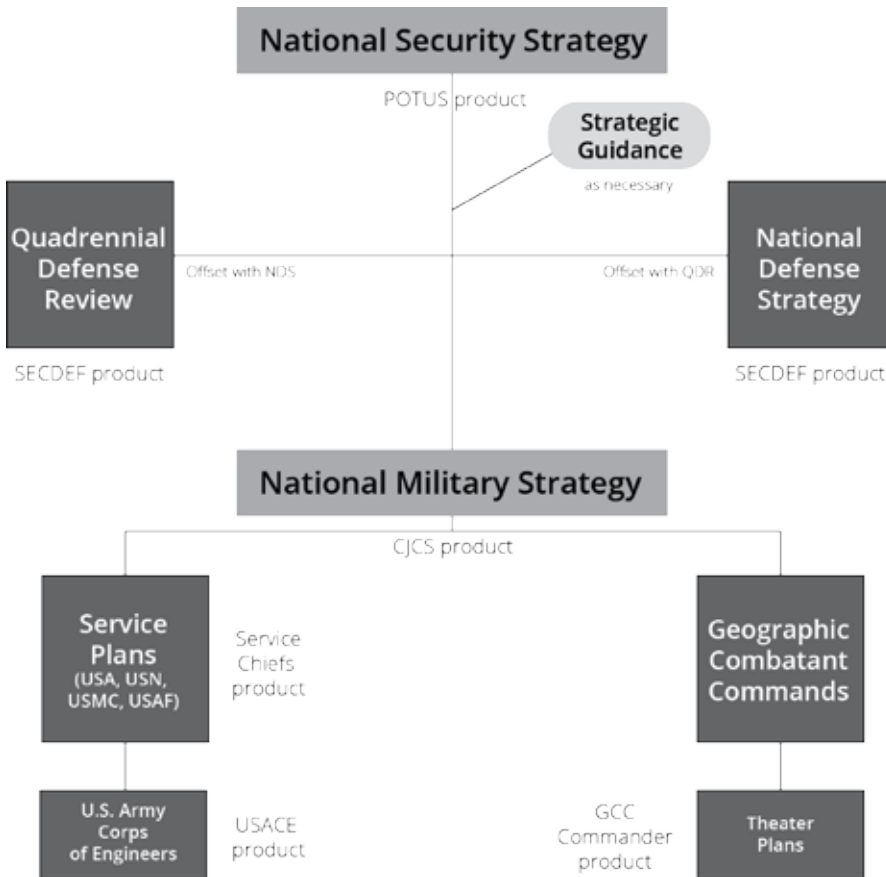 National Security Strategy
POTUS product
Strategic
Guidance
as necessary
Quadrennial
Defense
Review
Offset with NDS
Offset with QDR
National
Defense
Strategy
SECDEF product
SECDEF product
National Military Strategy
CJCS product
Service
Plans
(USA, USN,
USMC, USAF)
Service
Chiefs
product
Geographic
Combatant
Commands
U.S. Army
Corps
of Engineers
USACE
product
GCC
Commander
product
Theater
Plans